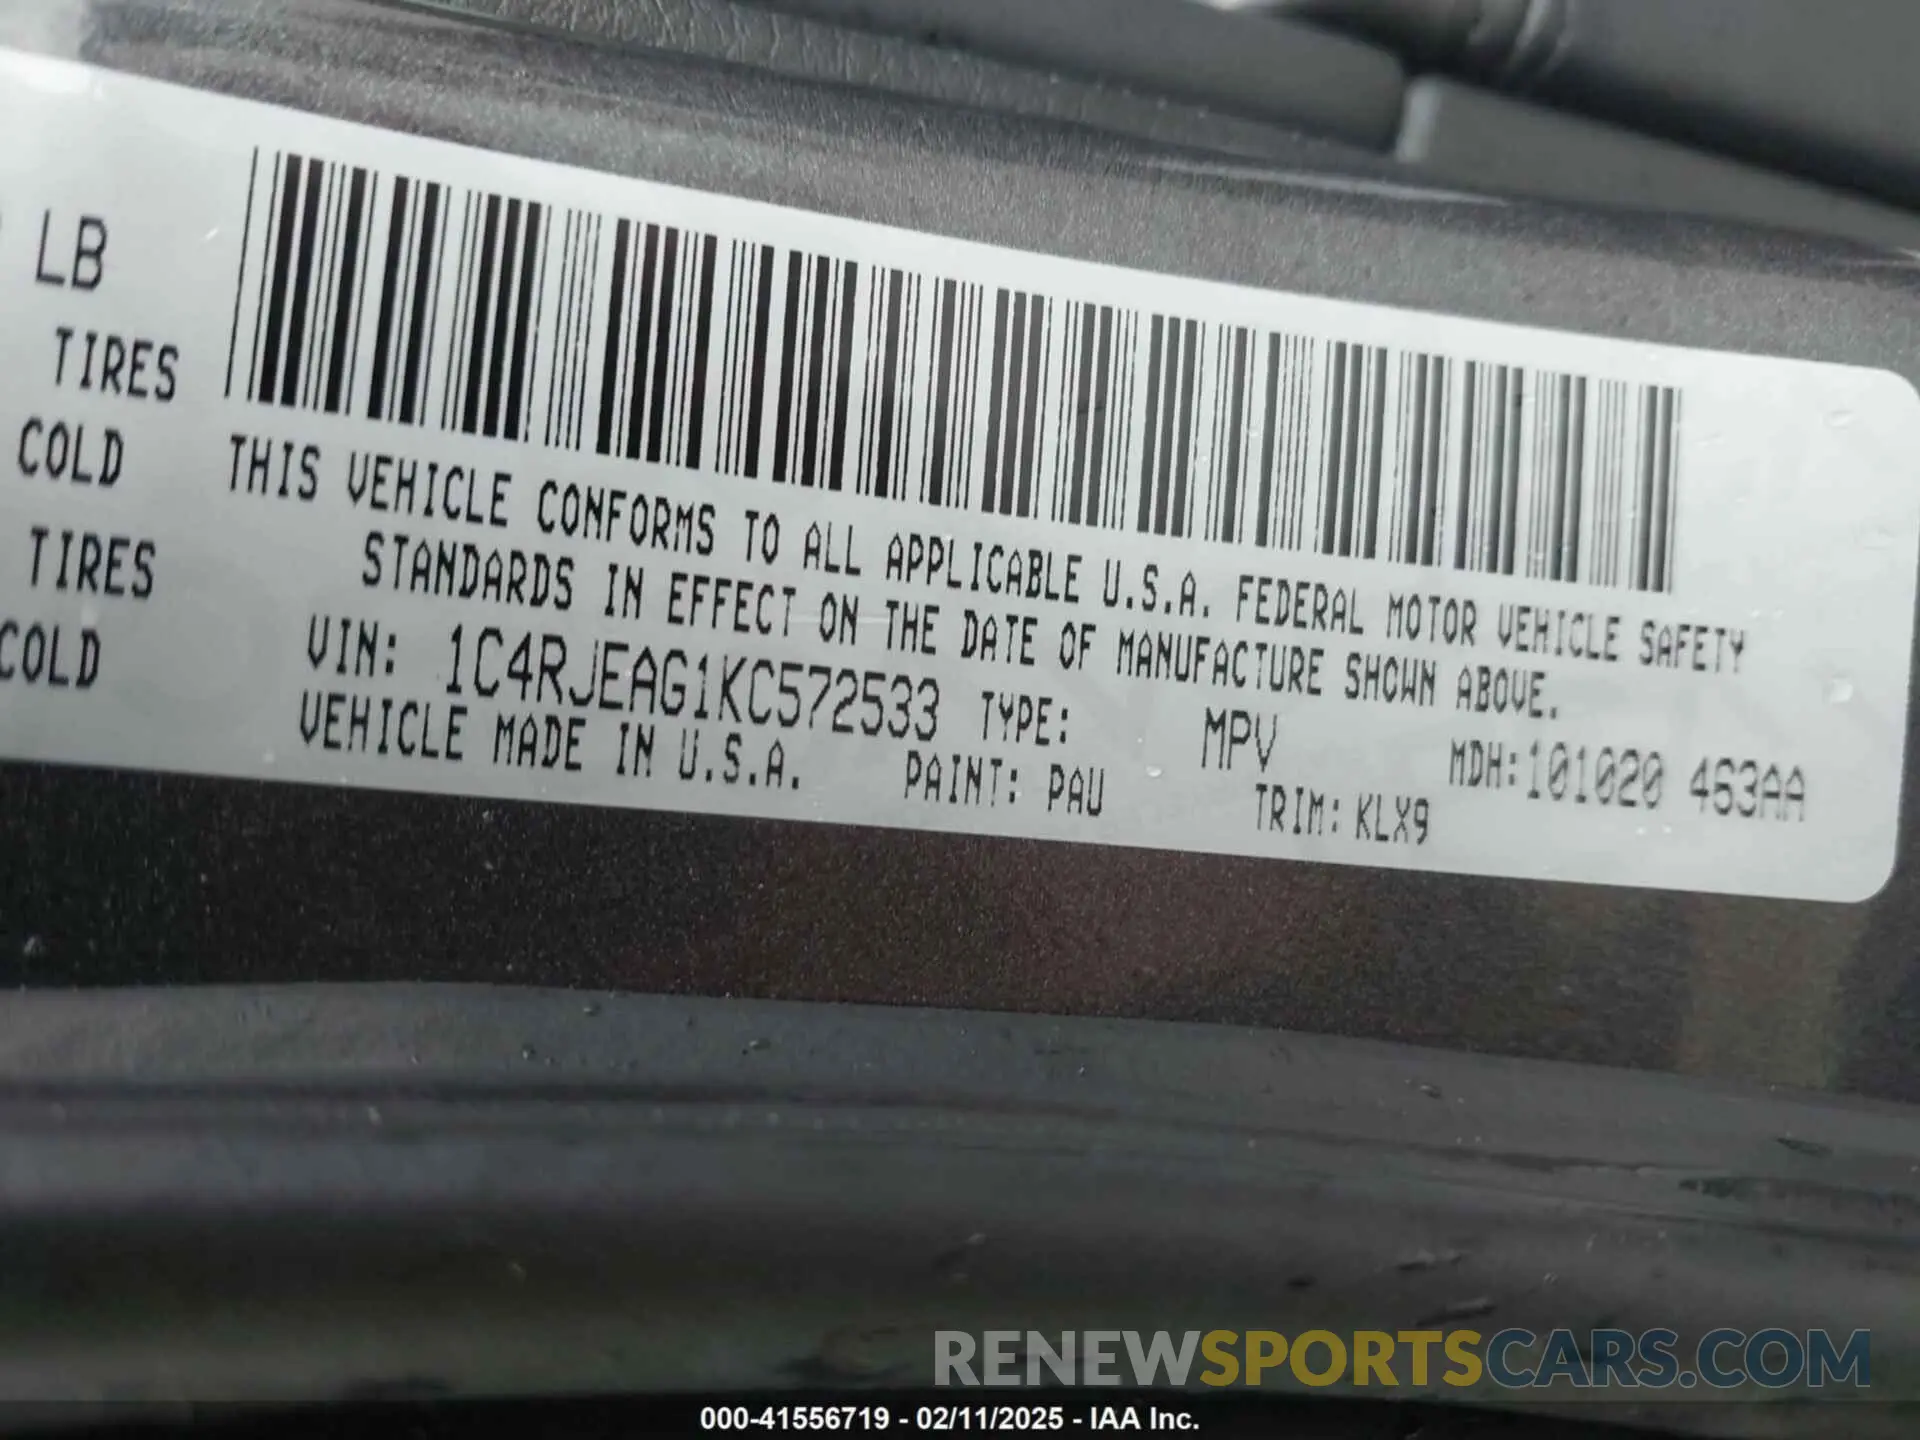 LB
TIRES
COLD
TIRES
COLD
THIS VEHICLE CONFORMS TO ALL APPLICABLE U.S.A. FEDERAL MOTOR VEHICLE SAFETY
STANDARDS IN EFFECT ON THE DATE OF MANUFACTURE SHOWN ABOVE.
VIN: 1C4RJEAG1KC572533 TYPE: MPV MDH:101020 463AA
VEHICLE MADE IN U.S.A. PAINT: PAU TRIM: KLX9
RENEWSPORTSCARS.COM
000-41556719 - 02/11/2025 - IAA Inc.